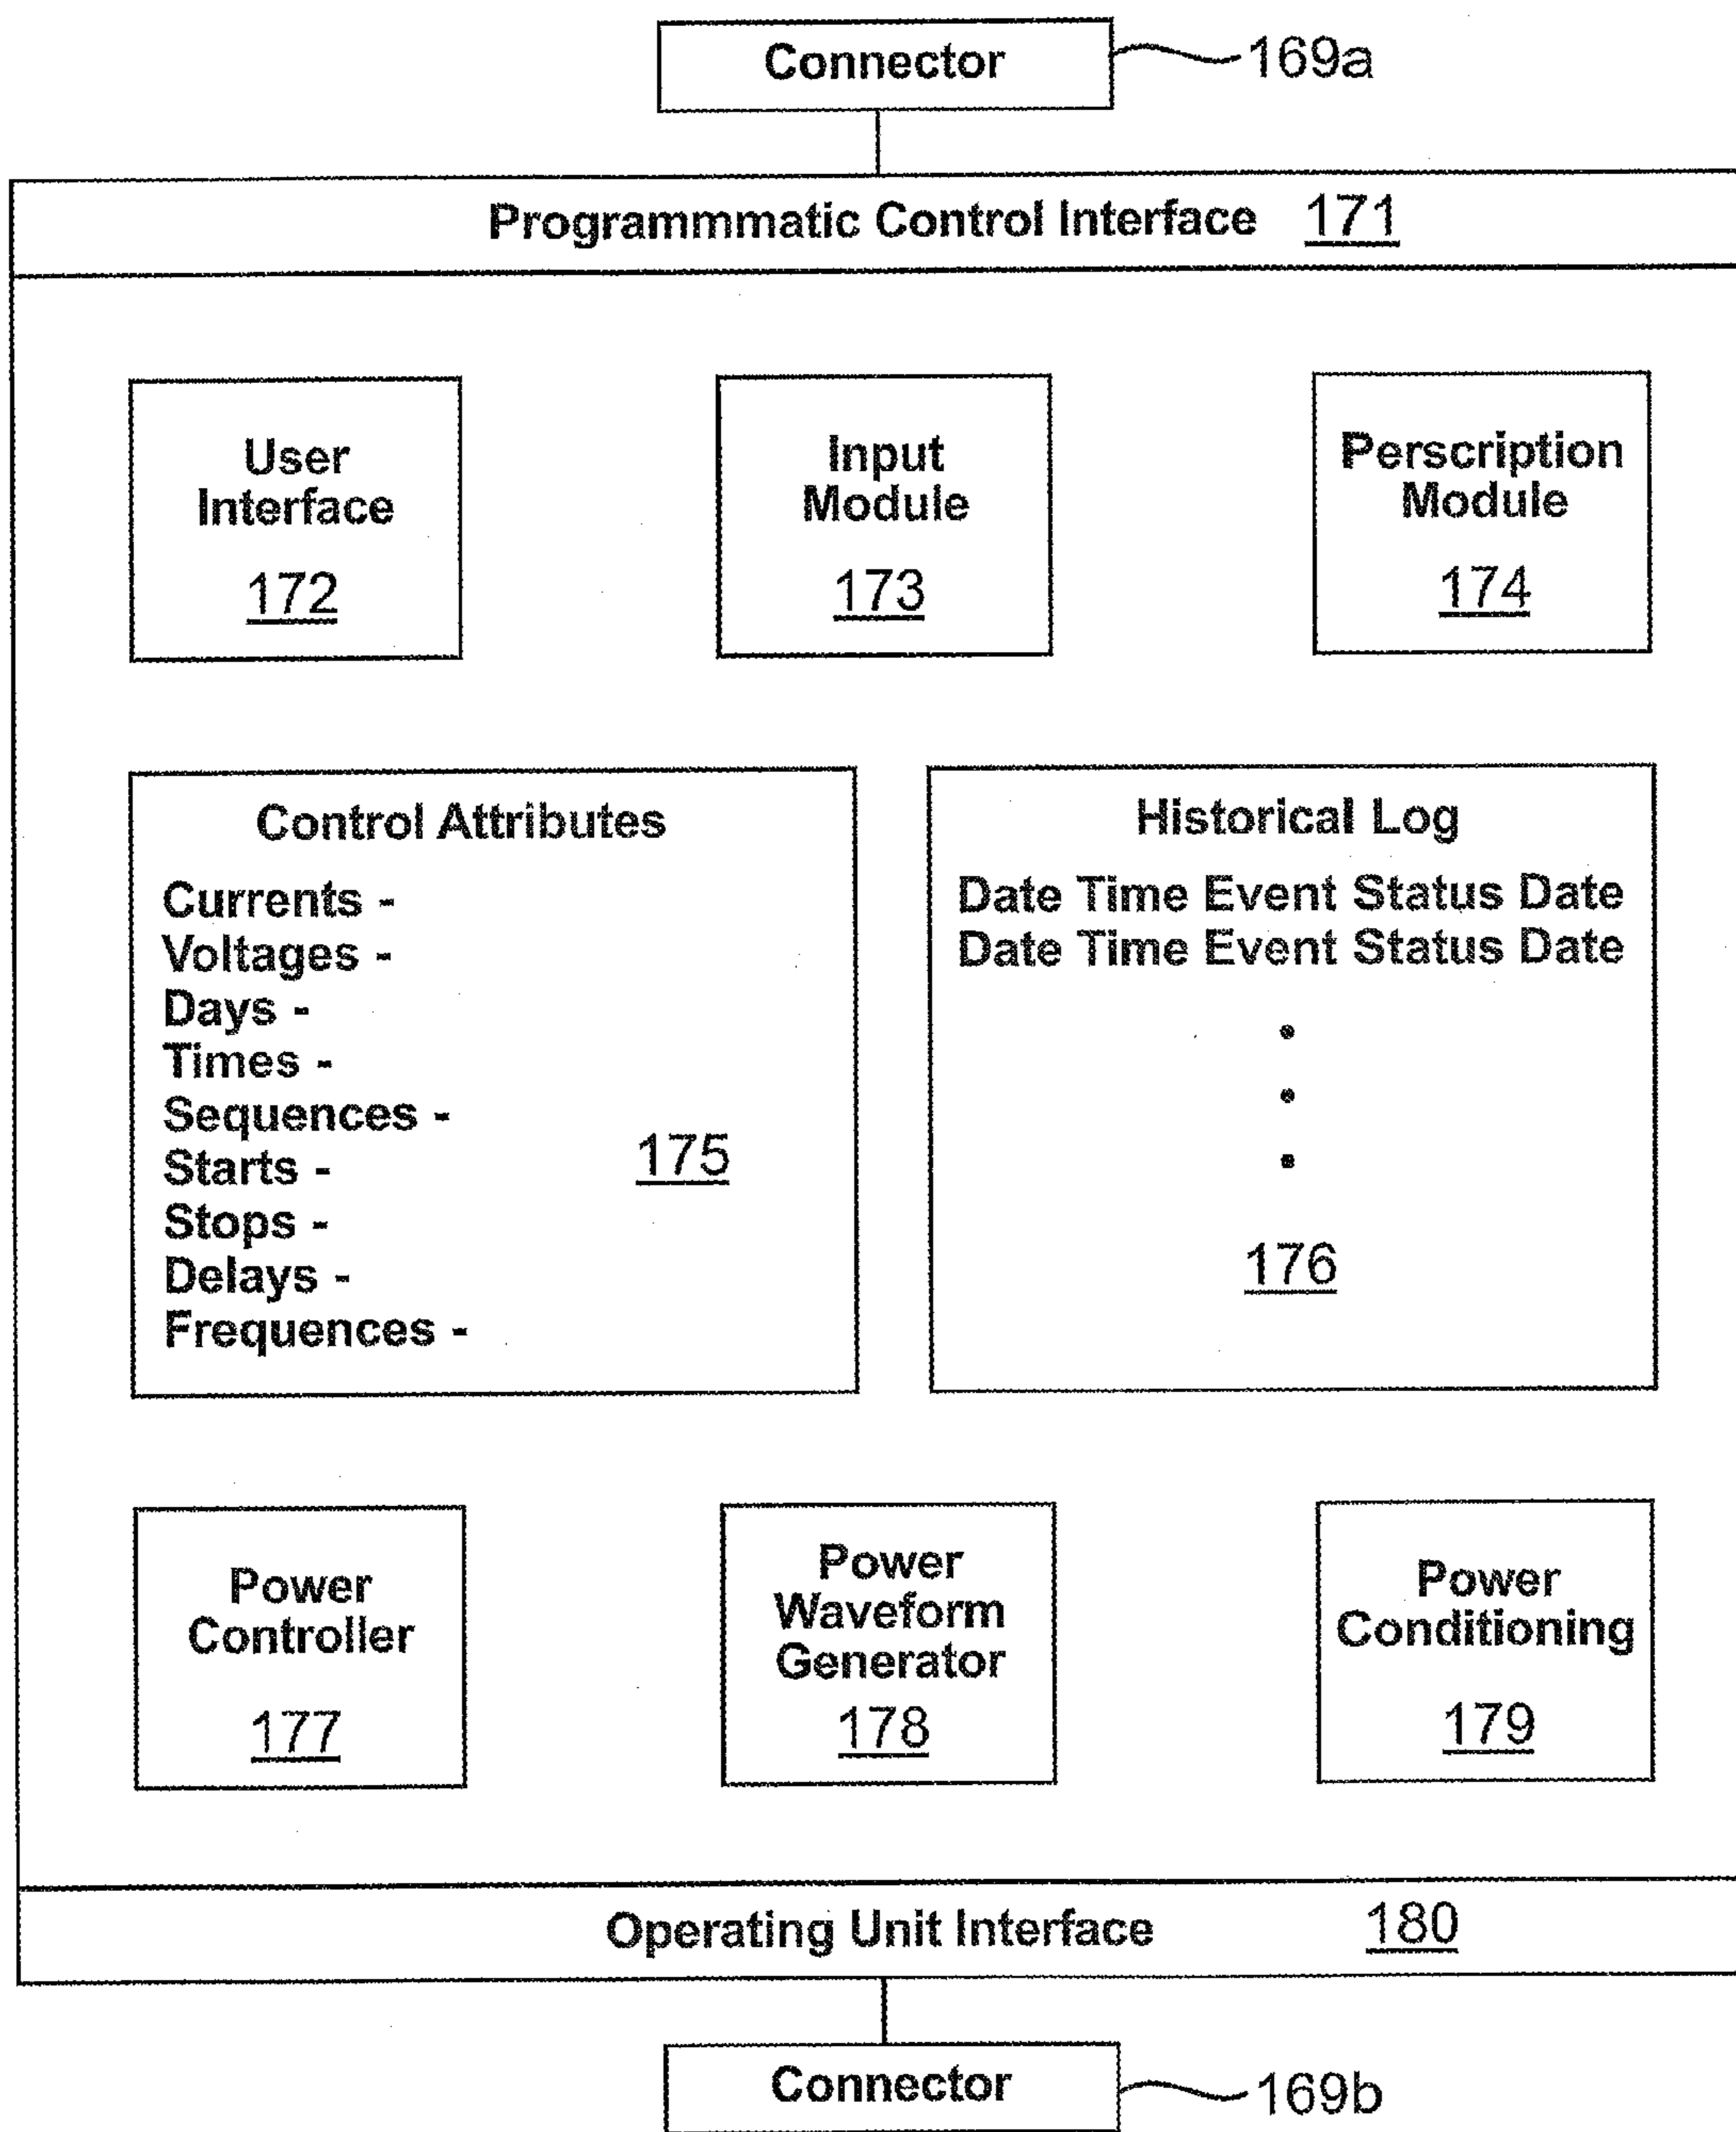 Connector
169a
Programmmatic Control Interface 171
User
Interface
172
Input
Module
173
Perscription
Module
174
Control Attributes
Currents -
Voltages -
Days -
Times -
Sequences -
Starts -
Stops -
Delays -
Frequences -
175
Historical Log
Date Time Event Status Date
Date Time Event Status Date
176
Power
Controller
177
Power
Waveform
Generator
178
Power
Conditioning
179
Operating Unit Interface 180
Connector
169b